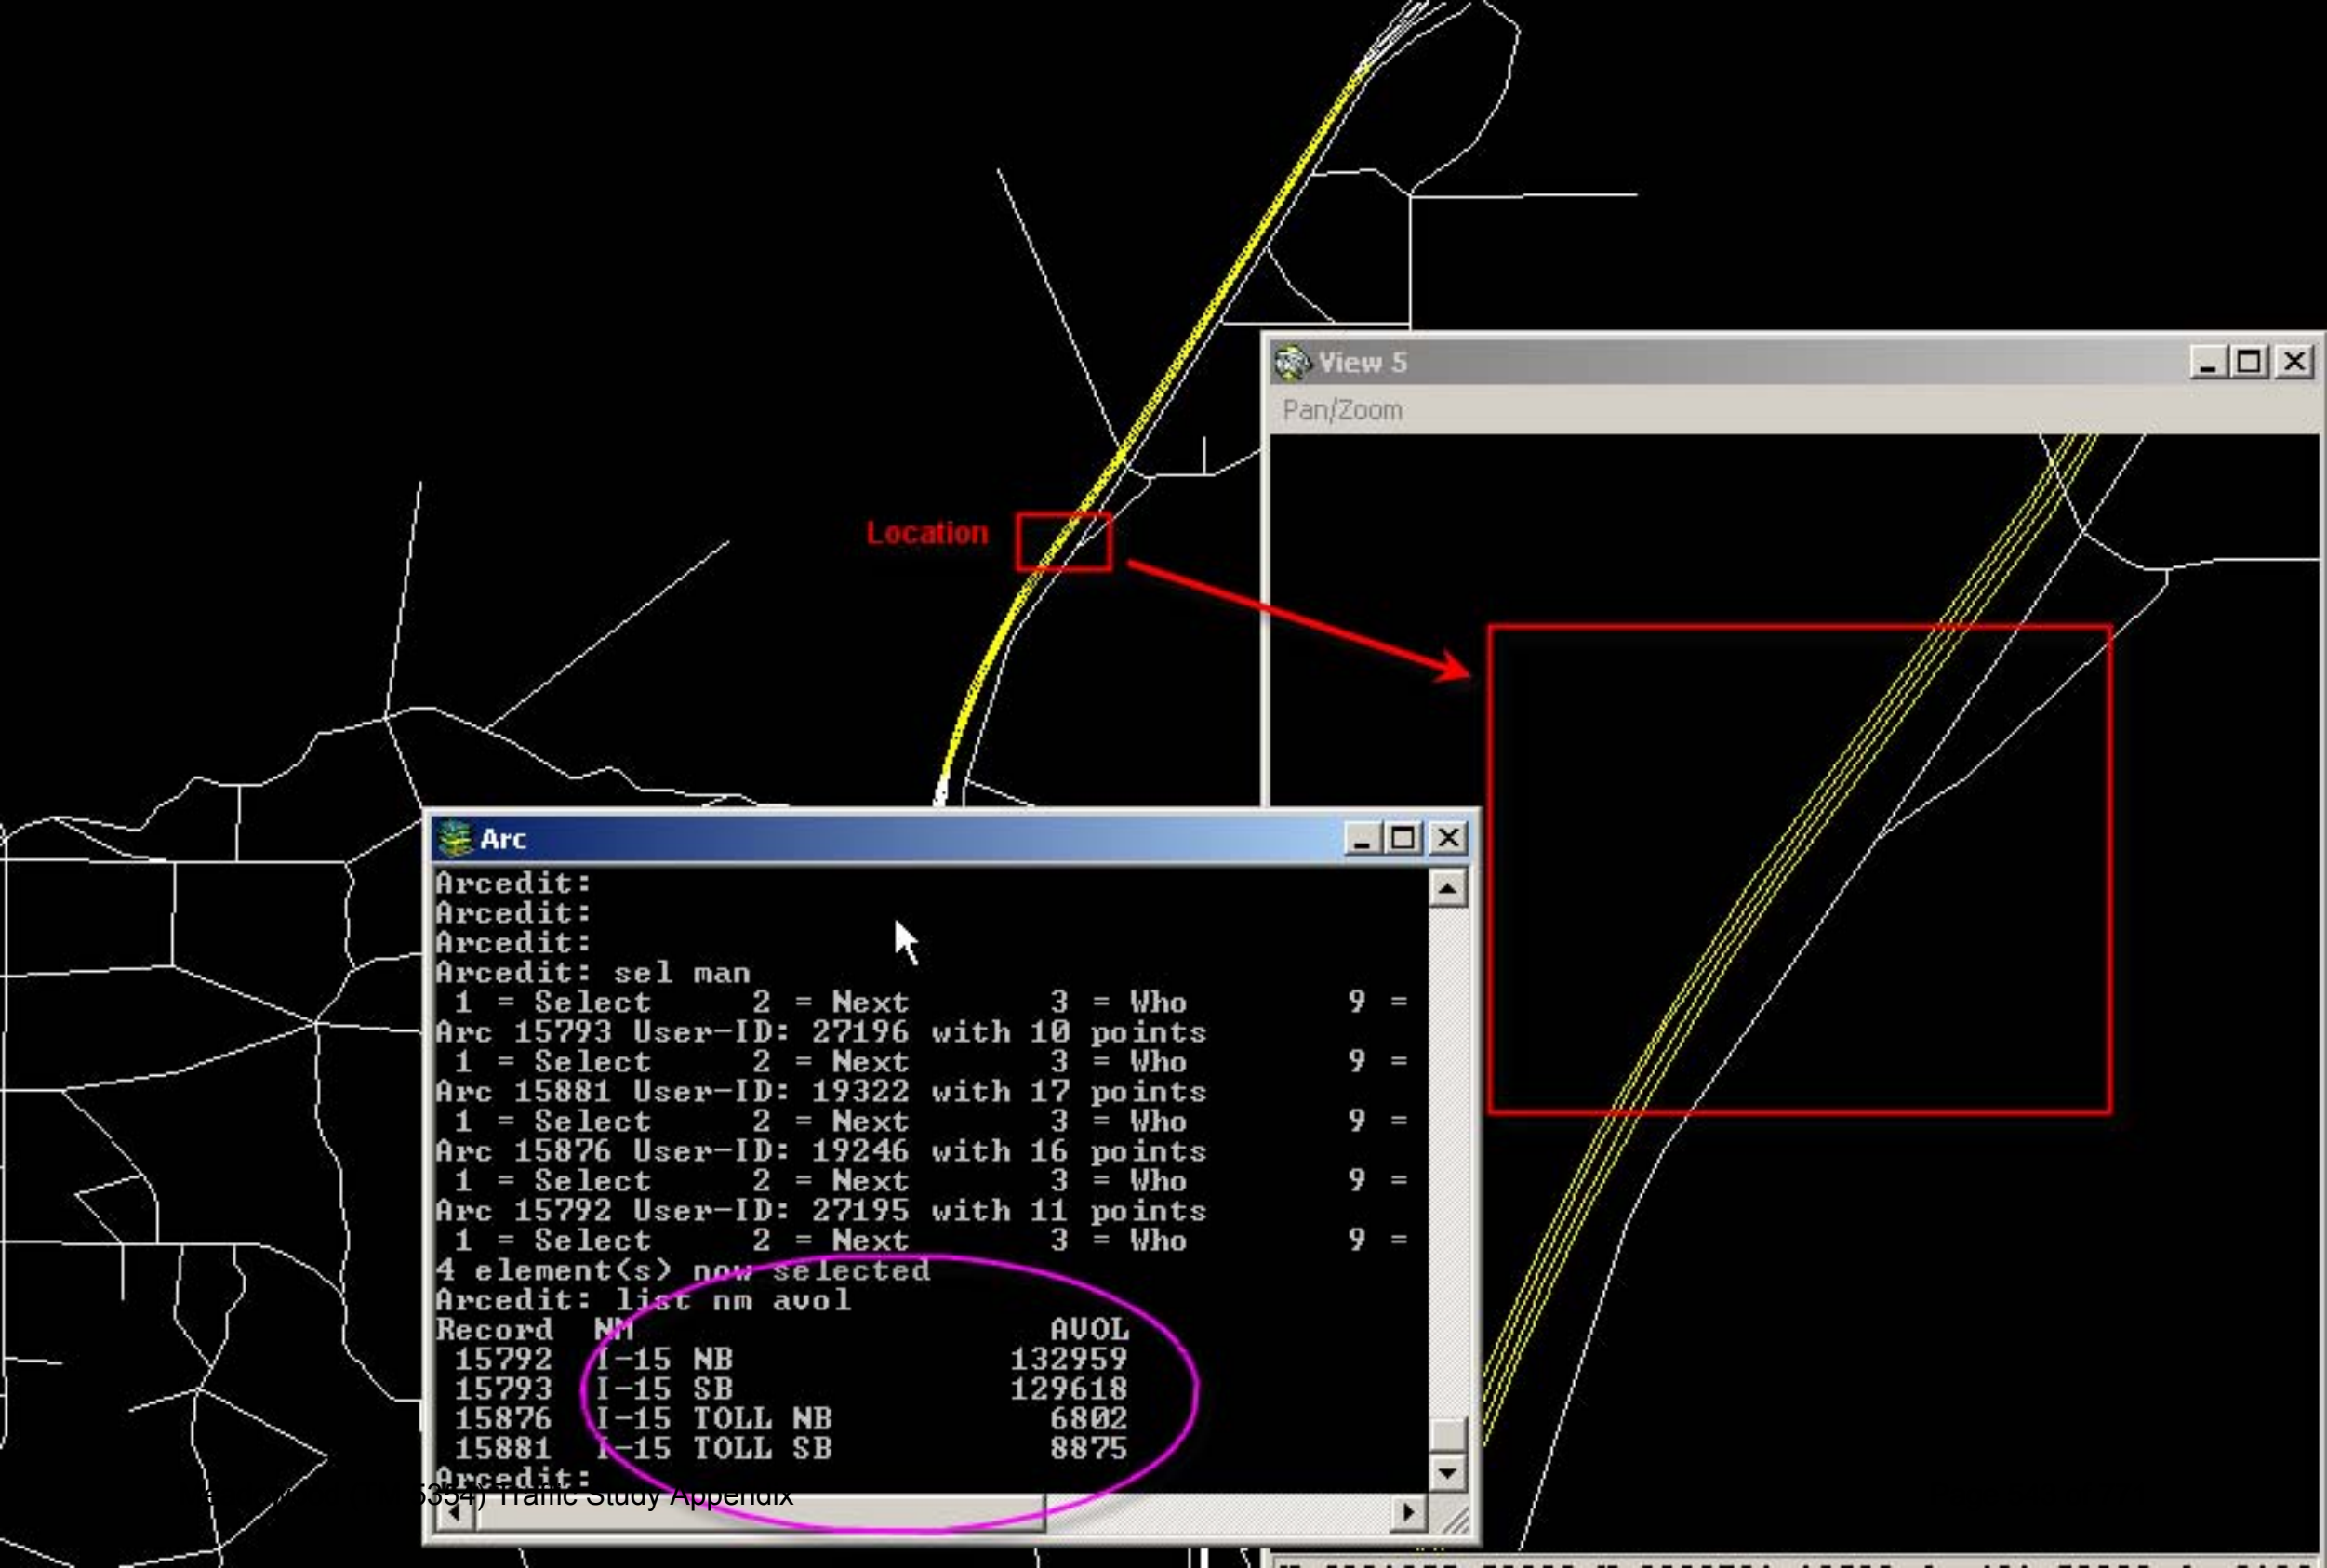 Location
View 5
Pan/Zoom
Arc
Arcedit:
Arcedit:
Arcedit:
Arcedit: sel man
1 = Select 2 = Next 3 = Who 9 =
Arc 15793 User-ID: 27196 with 10 points
1 = Select 2 = Next 3 = Who 9 =
Arc 15881 User-ID: 19322 with 17 points
1 = Select 2 = Next 3 = Who 9 =
Arc 15876 User-ID: 19246 with 16 points
1 = Select 2 = Next 3 = Who 9 =
Arc 15792 User-ID: 27195 with 11 points
1 = Select 2 = Next 3 = Who 9 =
4 element(s) now selected
Arcedit: list nm avol
Record NM AVOL
15792 I-15 NB 132959
15793 I-15 SB 129618
15876 I-15 TOLL NB 6802
15881 I-15 TOLL SB 8875
Arcedit:
5354) Traffic Study Appendix